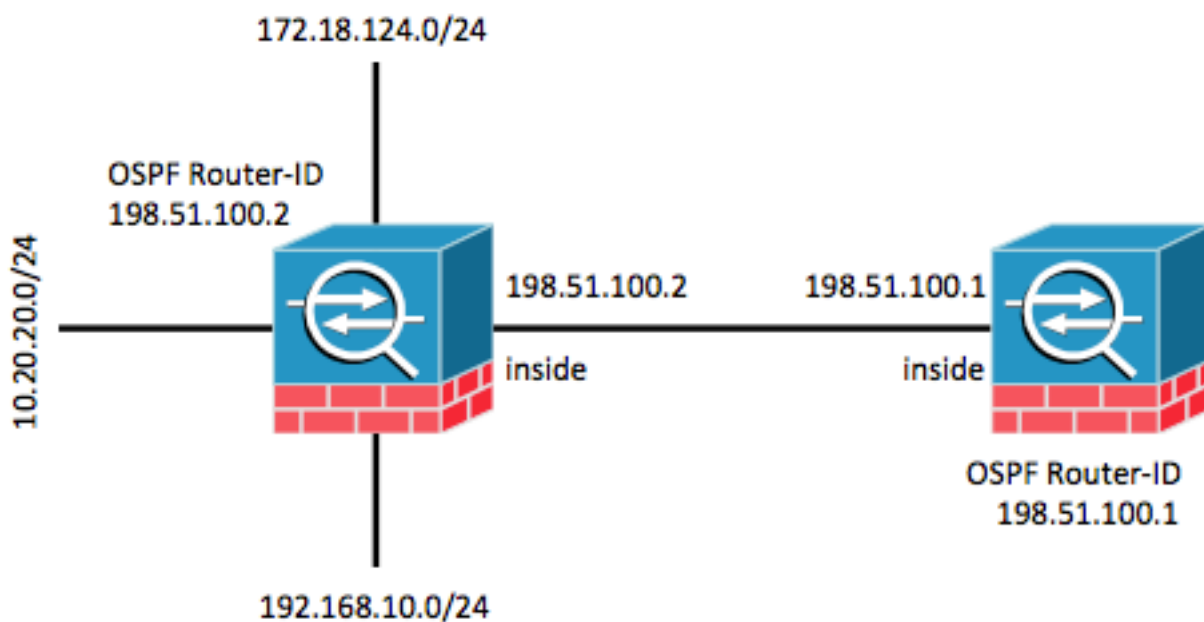 172.18.124.0/24
OSPF Router-ID
198.51.100.2
10.20.20.0/24
198.51.100.2
inside
198.51.100.1
inside
OSPF Router-ID
198.51.100.1
192.168.10.0/24